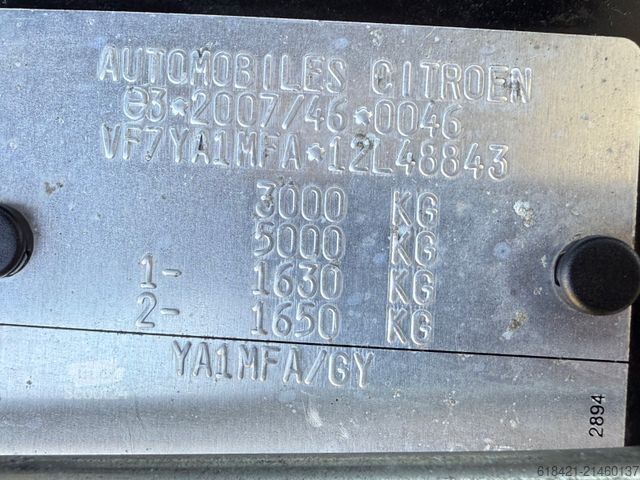 AUTOMOBILES CITROEN
e3*2007/46*0046
VF7YA1MFA*12L48843
3000 KG
5000 KG
1- 1630 KG
2- 1650 KG
YA1MFA/GY
2894
618421-21460137